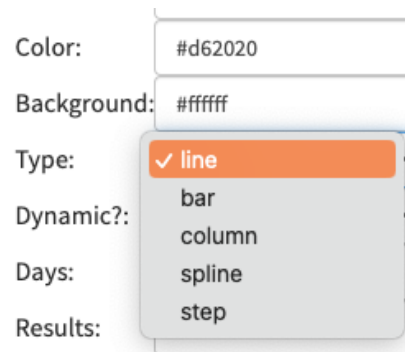 Color: #d62020
Background: #ffffff
Type: ✓ line
bar
Dynamic?:
column
Days: spline
step
Results: